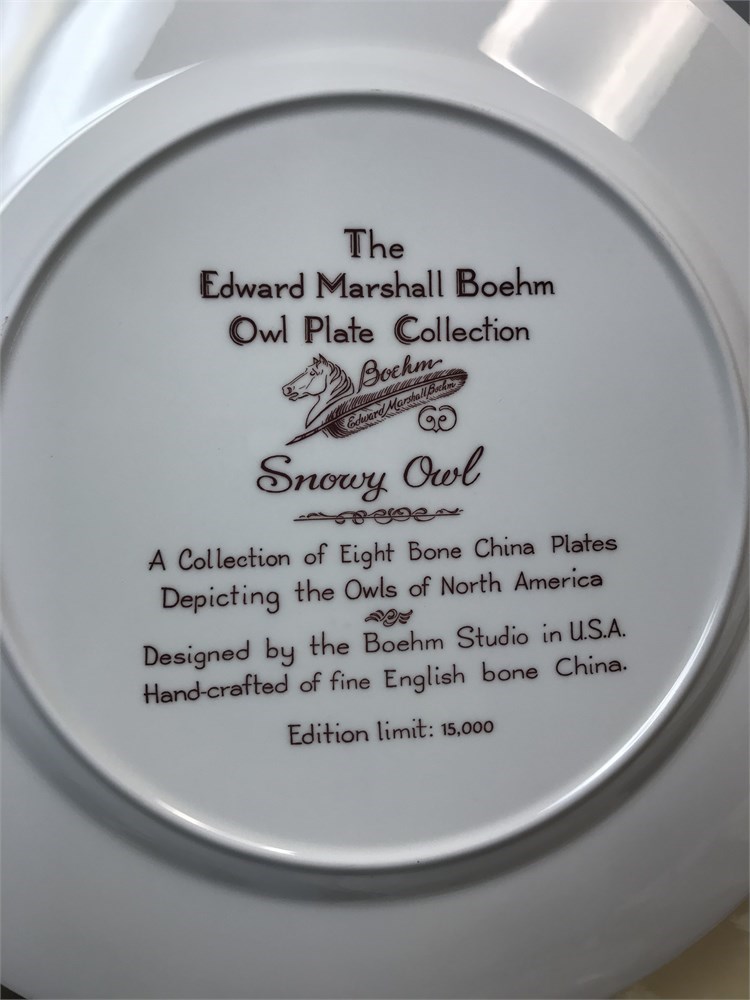 The
Edward Marshall Boehm
Owl Plate Collection
Boehm
Edward Marshall Boehm
Snowy Owl
A Collection of Eight Bone China Plates
Depicting the Owls of North America
Designed by the Boehm Studio in U.S.A.
Hand-crafted of fine English bone China.
Edition limit: 15,000